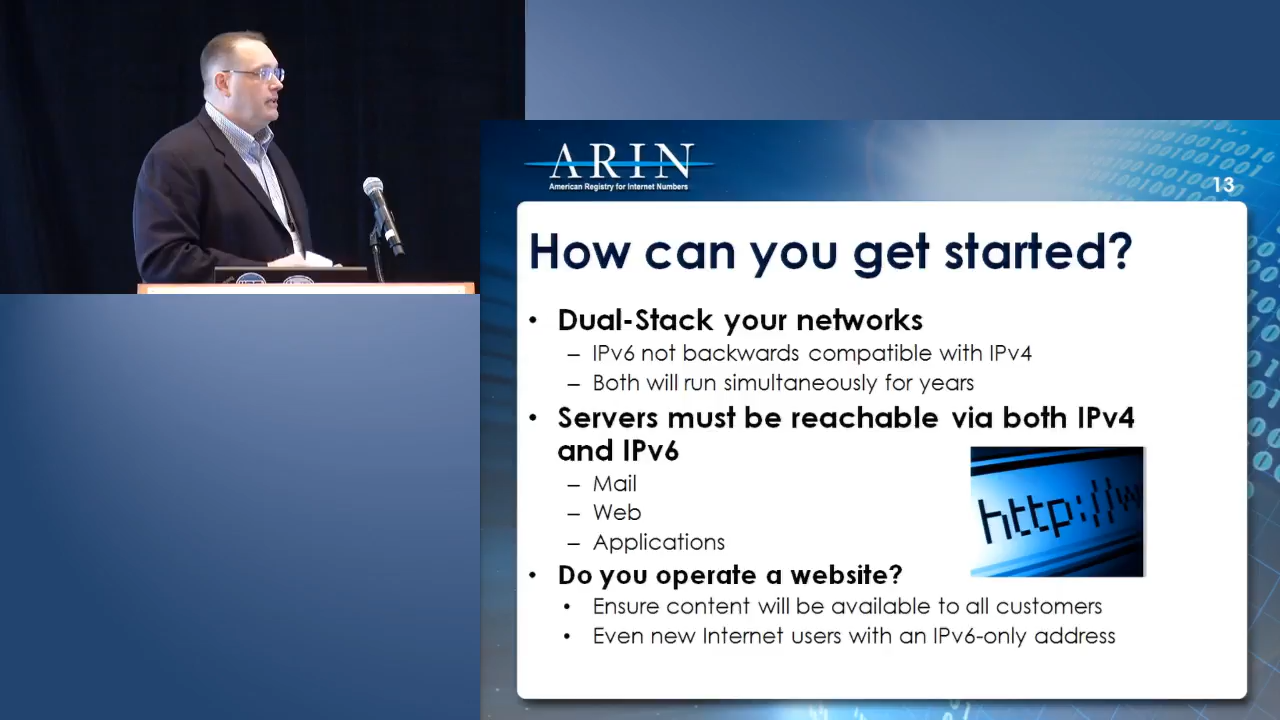 ARIN
American Registry for Internet Numbers
13
How can you get started?
• Dual-Stack your networks
– IPv6 not backwards compatible with IPv4
– Both will run simultaneously for years
• Servers must be reachable via both IPv4
and IPv6
– Mail
– Web
– Applications
http://w
• Do you operate a website?
• Ensure content will be available to all customers
• Even new Internet users with an IPv6-only address